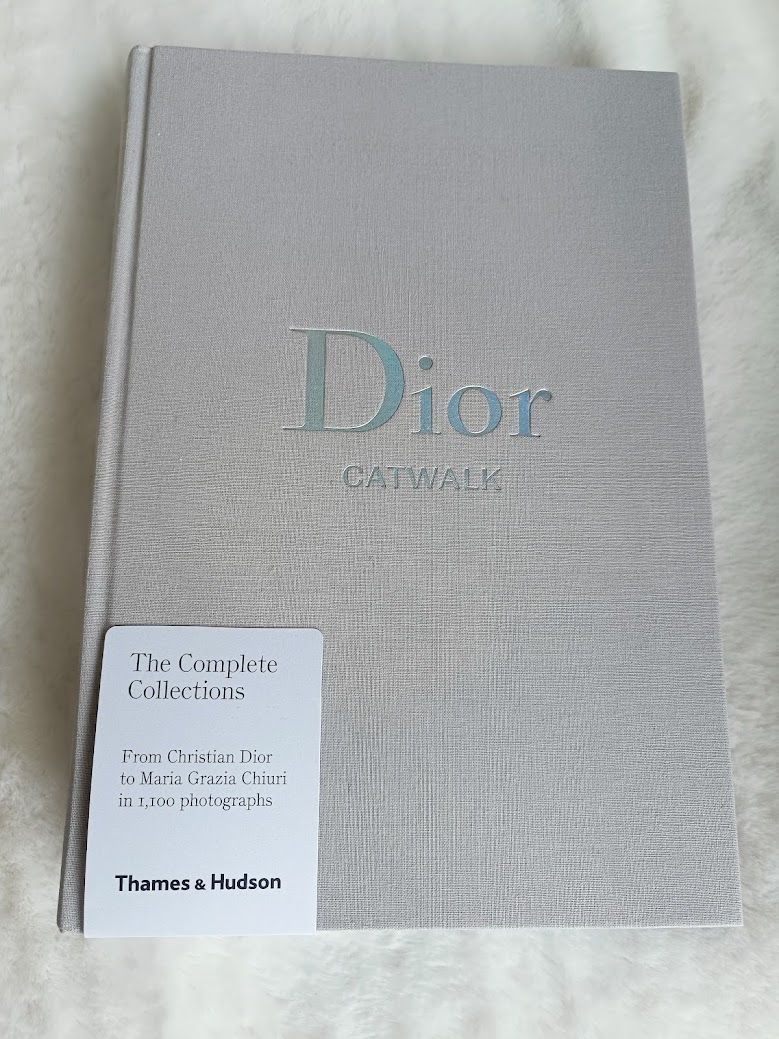 Dior
CATWALK
The Complete
Collections
From Christian Dior
to Maria Grazia Chiuri
in 1,100 photographs
Thames & Hudson